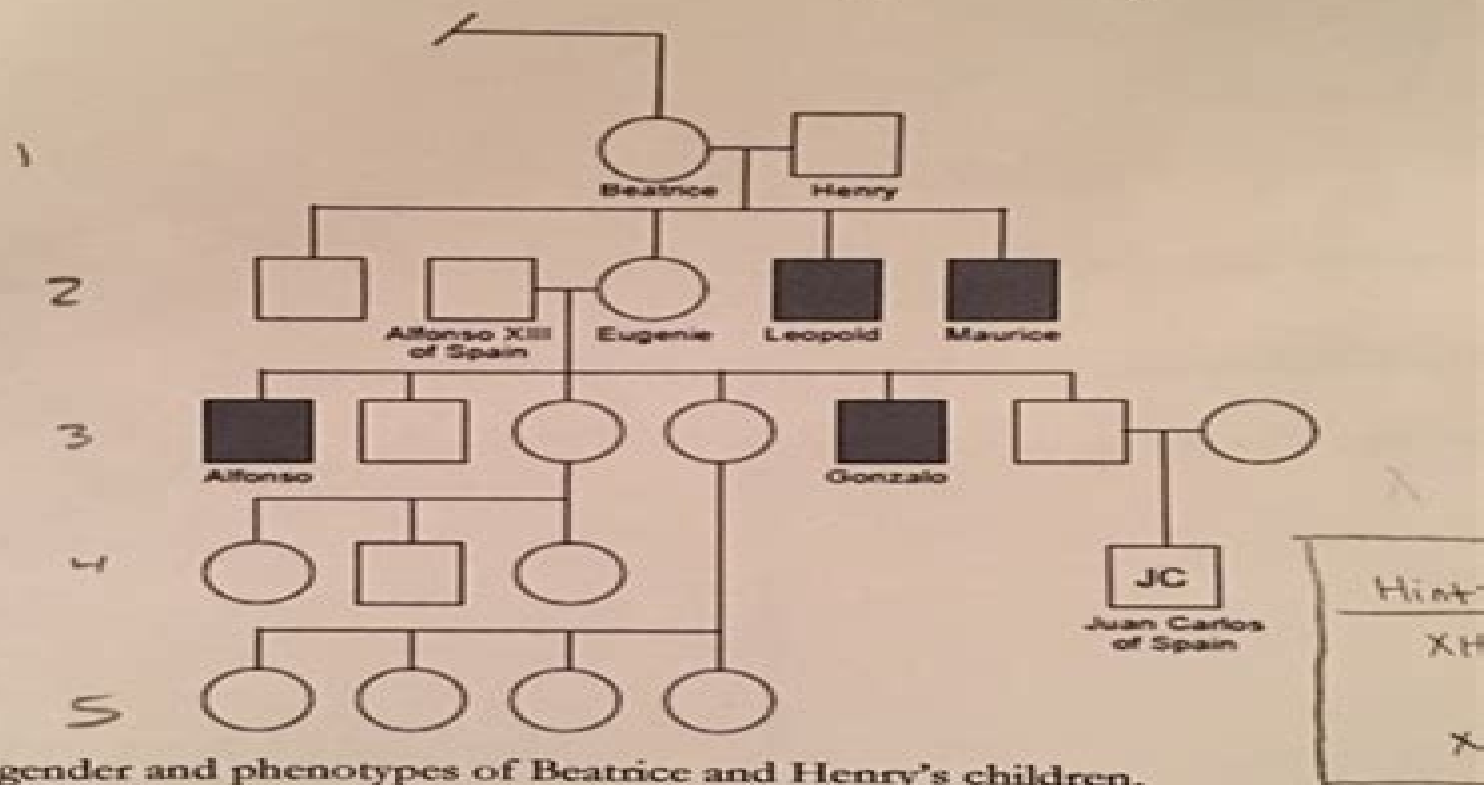 1
Beatrice Henry
2
Alfonso XIII
of Spain
Eugenie Leopold Maurice
3
Alfonso Gonzalo
4
JC
Juan Carlos
of Spain
Hint
XH
X
5
gender and phenotypes of Beatrice and Henry's children.